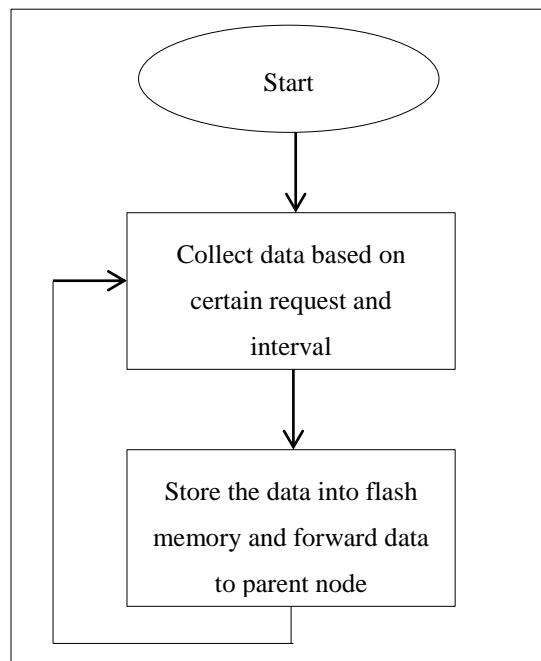 Start
Collect data based on
certain request and
interval
Store the data into flash
memory and forward data
to parent node